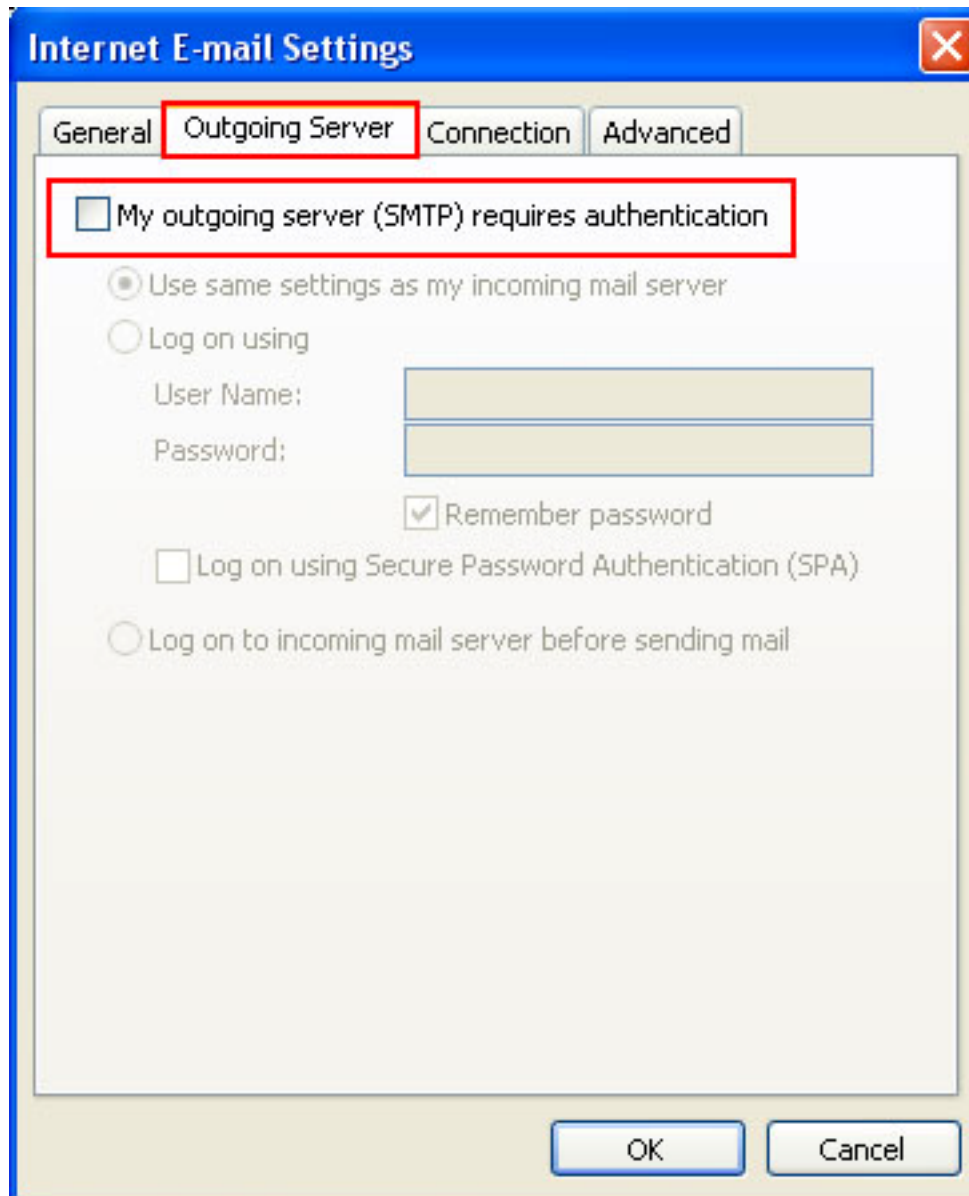 Internet E-mail Settings
General Outgoing Server Connection Advanced
My outgoing server (SMTP) requires authentication
Use same settings as my incoming mail server
Log on using
User Name:
Password:
Remember password
Log on using Secure Password Authentication (SPA)
Log on to incoming mail server before sending mail
OK Cancel